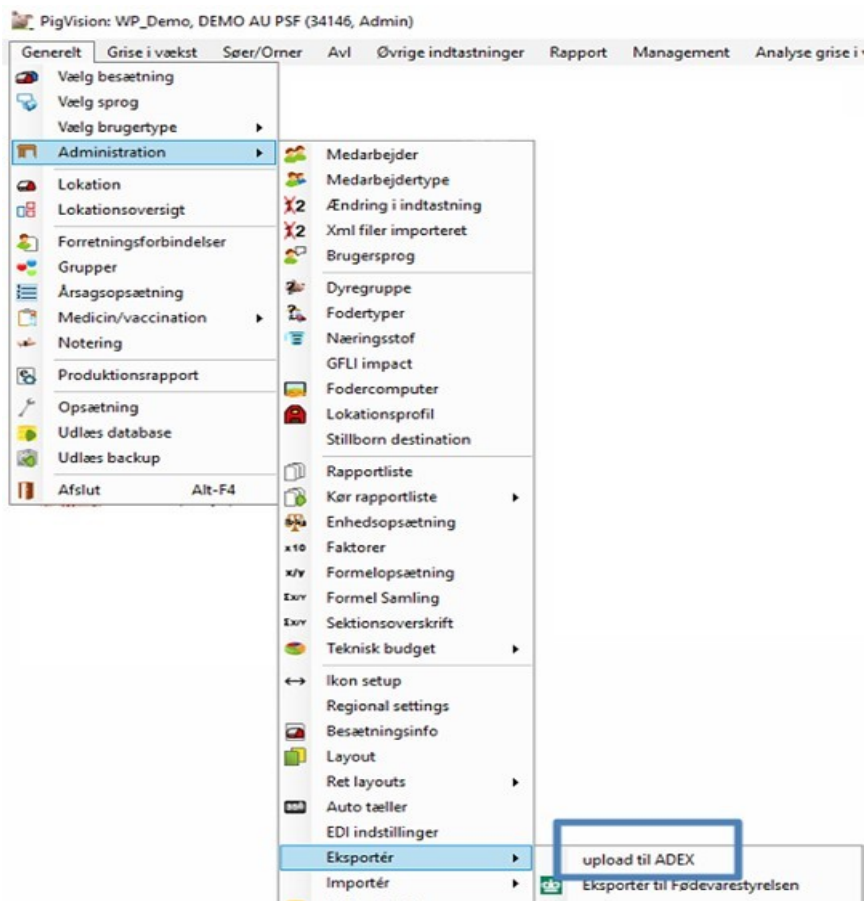 PigVision: WP_Demo, DEMO AU PSF (34146, Admin)
Generelt Grise i vækst Søer/Orner Avl Øvrige indtastninger Rapport Management Analyse grise i v
Vælg besætning
Vælg sprog
Vælg brugertype
Administration
Lokation
Lokationsoversigt
Forretningsforbindelser
Grupper
Årsagsopsætning
Medicin/vaccination
Notering
Produktionsrapport
Opsætning
Udlæs database
Udlæs backup
Afslut Alt-F4
Medarbejder
Medarbejdertype
Ændring i indtastning
Xml filer importeret
Brugersprog
Dyregruppe
Fodertyper
Næringsstof
GFLI impact
Fodercomputer
Lokationsprofil
Stillborn destination
Rapportliste
Kør rapportliste
Enhedsopsætning
x10 Faktorer
x/y Formelopsætning
Σx/Y Formel Samling
Σx/Y Sektionsoverskrift
Teknisk budget
Ikon setup
Regional settings
Besætningsinfo
Layout
Ret layouts
Auto tæller
EDI indstillinger
Eksportér
Importér
upload til ADEX
Eksporter til Fødevarestyrelsen